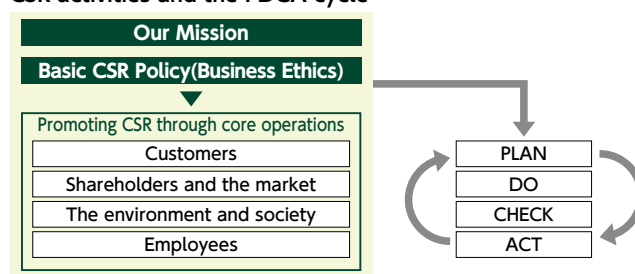 CSR activities and the PDCA cycle
Our Mission
Basic CSR Policy(Business Ethics)
Promoting CSR through core operations
Customers
Shareholders and the market
The environment and society
Employees
PLAN
DO
CHECK
ACT